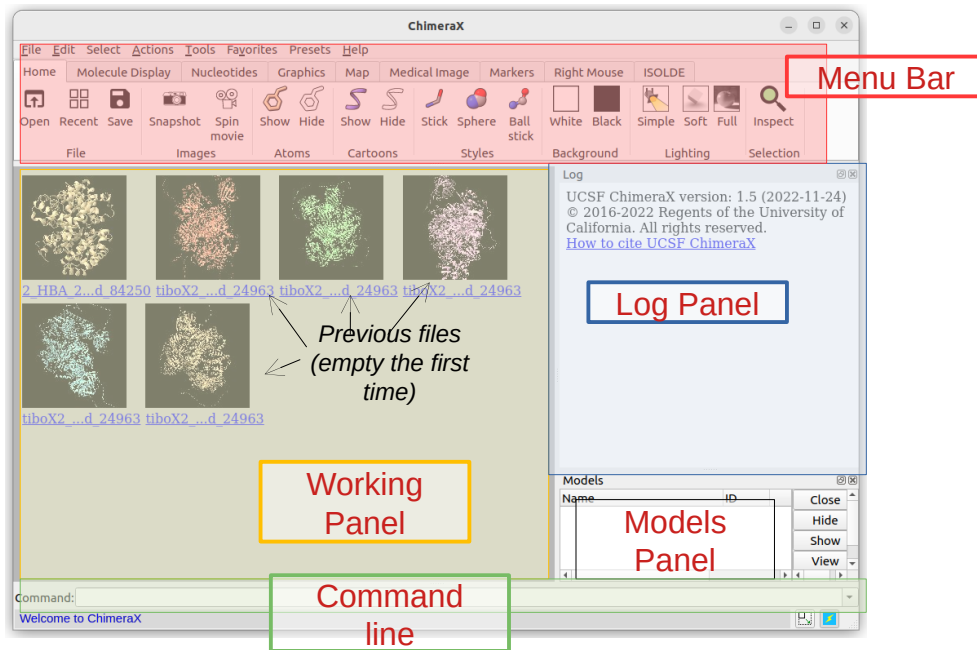 ChimeraX
File Edit Select Actions Tools Favorites Presets Help
Home Molecule Display Nucleotides Graphics Map Medical Image Markers Right Mouse ISOLDE
Menu Bar
Open Recent Save Snapshot Spin movie Show Hide Show Hide Stick Sphere Ball stick White Black Simple Soft Full Inspect
File Images Atoms Cartoons Styles Background Lighting Selection
Log
UCSF ChimeraX version: 1.5 (2022-11-24)
© 2016-2022 Regents of the University of
California. All rights reserved.
How to cite UCSF ChimeraX
2_HBA_2...d_84250 tiboX2_...d_24963 tiboX2_...d_24963 tiboX2_...d_24963
Log Panel
Previous files
(empty the first
time)
tiboX2_...d_24963 tiboX2_...d_24963
Working
Panel
Models
Name ID
Close
Hide
Show
View
Models
Panel
Command:
Command
line
Welcome to ChimeraX